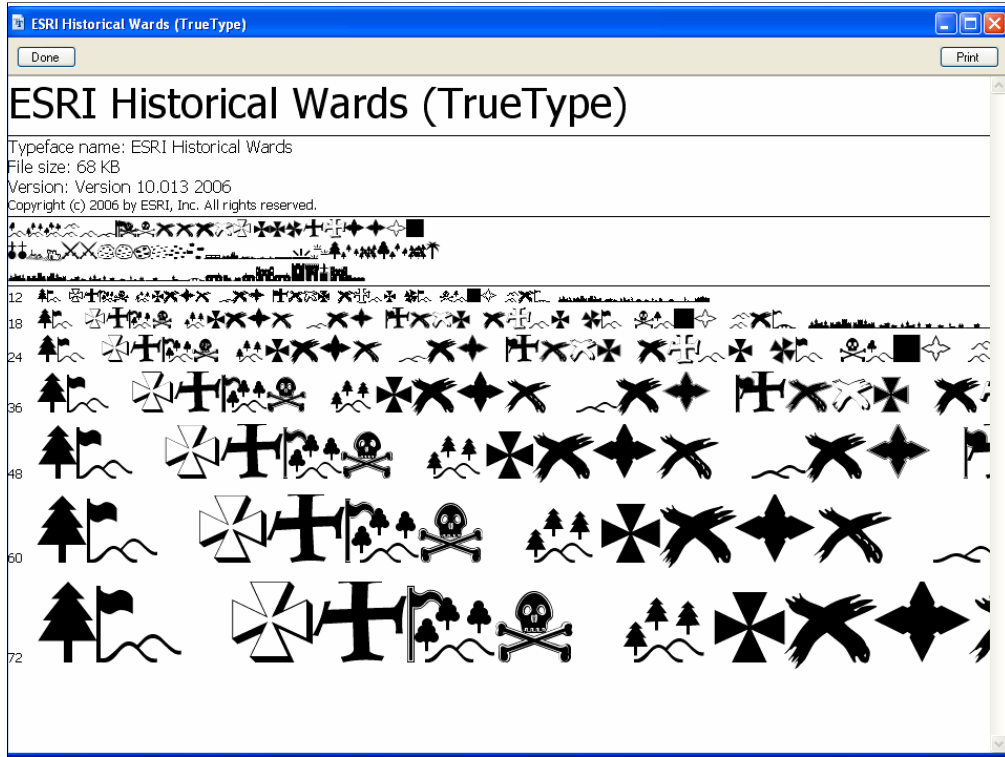 ESRI Historical Wards (TrueType)
Done Print
ESRI Historical Wards (TrueType)
Typeface name: ESRI Historical Wards
File size: 68 KB
Version: Version 10.013 2006
Copyright (c) 2006 by ESRI, Inc. All rights reserved.
12
18
24
36
48
60
72